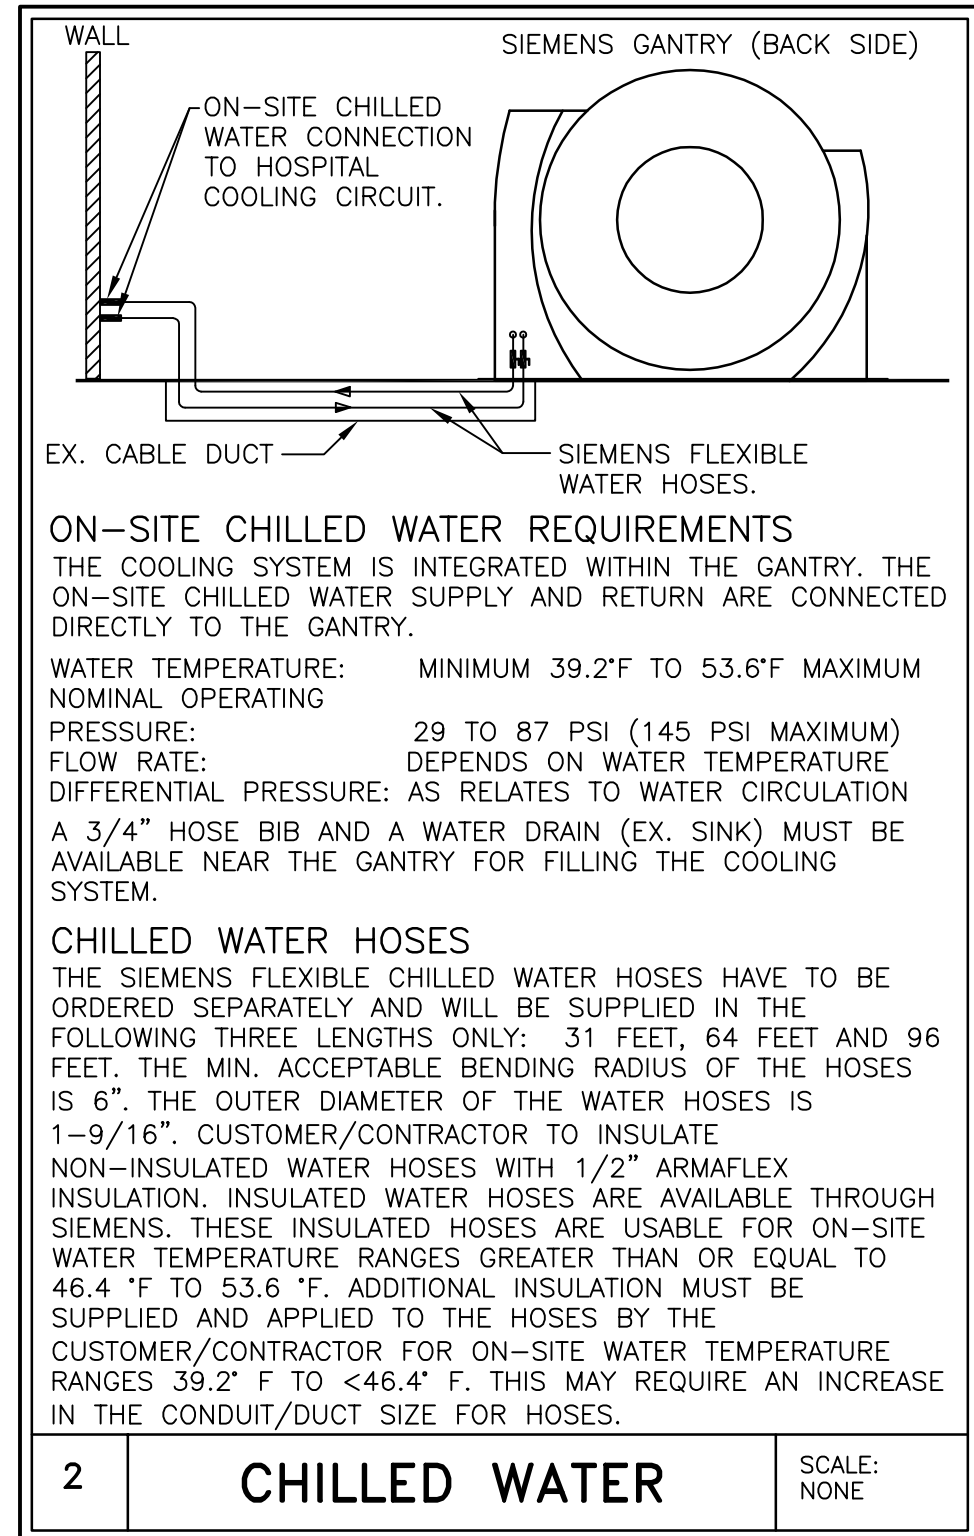 WALL
SIEMENS GANTRY (BACK SIDE)
ON-SITE CHILLED
WATER CONNECTION
TO HOSPITAL
COOLING CIRCUIT.
EX. CABLE DUCT
SIEMENS FLEXIBLE
WATER HOSES.
ON-SITE CHILLED WATER REQUIREMENTS
THE COOLING SYSTEM IS INTEGRATED WITHIN THE GANTRY. THE
ON-SITE CHILLED WATER SUPPLY AND RETURN ARE CONNECTED
DIRECTLY TO THE GANTRY.
WATER TEMPERATURE: MINIMUM 39.2°F TO 53.6°F MAXIMUM
NOMINAL OPERATING
PRESSURE: 29 TO 87 PSI (145 PSI MAXIMUM)
FLOW RATE: DEPENDS ON WATER TEMPERATURE
DIFFERENTIAL PRESSURE: AS RELATES TO WATER CIRCULATION
A 3/4” HOSE BIB AND A WATER DRAIN (EX. SINK) MUST BE
AVAILABLE NEAR THE GANTRY FOR FILLING THE COOLING
SYSTEM.
CHILLED WATER HOSES
THE SIEMENS FLEXIBLE CHILLED WATER HOSES HAVE TO BE
ORDERED SEPARATELY AND WILL BE SUPPLIED IN THE
FOLLOWING THREE LENGTHS ONLY: 31 FEET, 64 FEET AND 96
FEET. THE MIN. ACCEPTABLE BENDING RADIUS OF THE HOSES
IS 6”. THE OUTER DIAMETER OF THE WATER HOSES IS
1-9/16”. CUSTOMER/CONTRACTOR TO INSULATE
NON-INSULATED WATER HOSES WITH 1/2” ARMAFLEX
INSULATION. INSULATED WATER HOSES ARE AVAILABLE THROUGH
SIEMENS. THESE INSULATED HOSES ARE USABLE FOR ON-SITE
WATER TEMPERATURE RANGES GREATER THAN OR EQUAL TO
46.4 °F TO 53.6 °F. ADDITIONAL INSULATION MUST BE
SUPPLIED AND APPLIED TO THE HOSES BY THE
CUSTOMER/CONTRACTOR FOR ON-SITE WATER TEMPERATURE
RANGES 39.2° F TO <46.4° F. THIS MAY REQUIRE AN INCREASE
IN THE CONDUIT/DUCT SIZE FOR HOSES.
2
CHILLED WATER
SCALE:
NONE